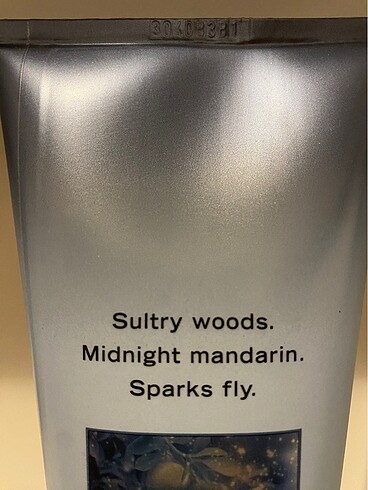 Sultry woods.
Midnight mandarin.
Sparks fly.